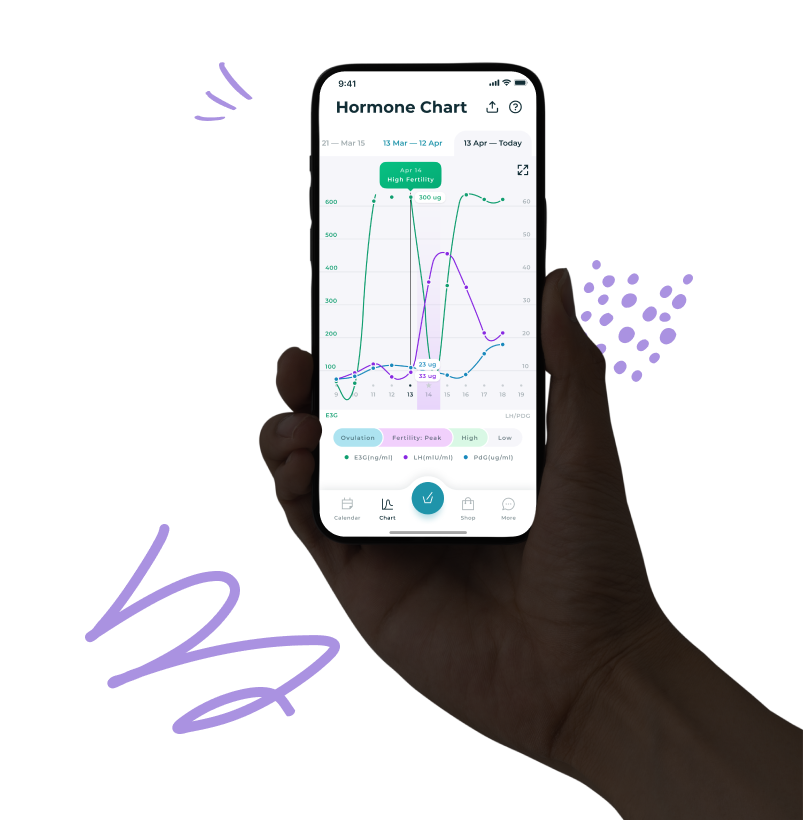 9:41
Hormone Chart
21 — Mar 15 13 Mar — 12 Apr 13 Apr — Today
Apr 14
High Fertility
300 ug
600 60
500 50
400 40
300 30
200 20
100 10
23 ug
33 ug
9 10 11 12 13 14 15 16 17 18 19
E3G LH/PDG
Ovulation Fertility: Peak High Low
E3G(ng/ml) LH(mIU/ml) PdG(ug/ml)
Calendar Chart Shop More